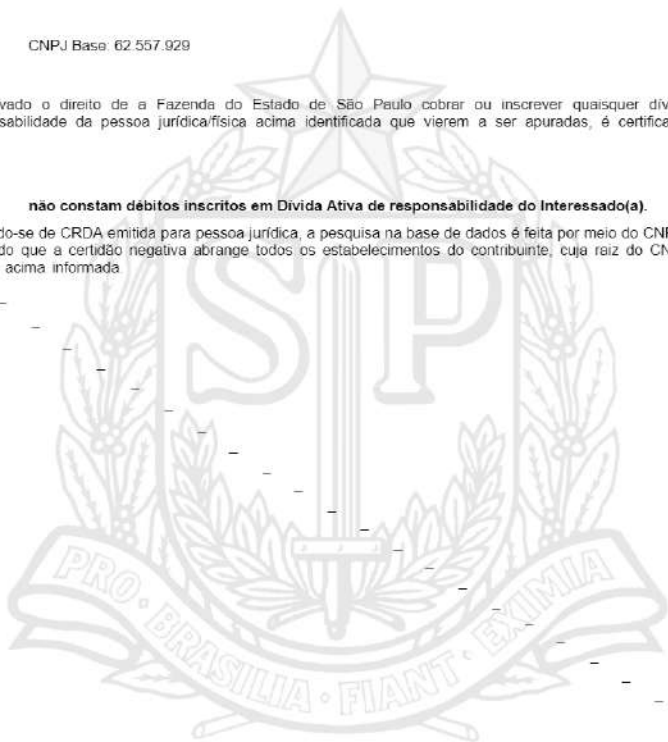 CNPJ Base: 62.557.929
vado o direito de a Fazenda do Estado de São Paulo cobrar ou inscrever quaisquer dív
sabilidade da pessoa jurídica/física acima identificada que vierem a ser apuradas, é certifica
não constam débitos inscritos em Dívida Ativa de responsabilidade do Interessado(a).
do-se de CRDA emitida para pessoa jurídica, a pesquisa na base de dados é feita por meio do CNP
do que a certidão negativa abrange todos os estabelecimentos do contribuinte, cuja raiz do CN
acima informada.
SP
PRO · BRASILIA · FIANT · EXIMIA